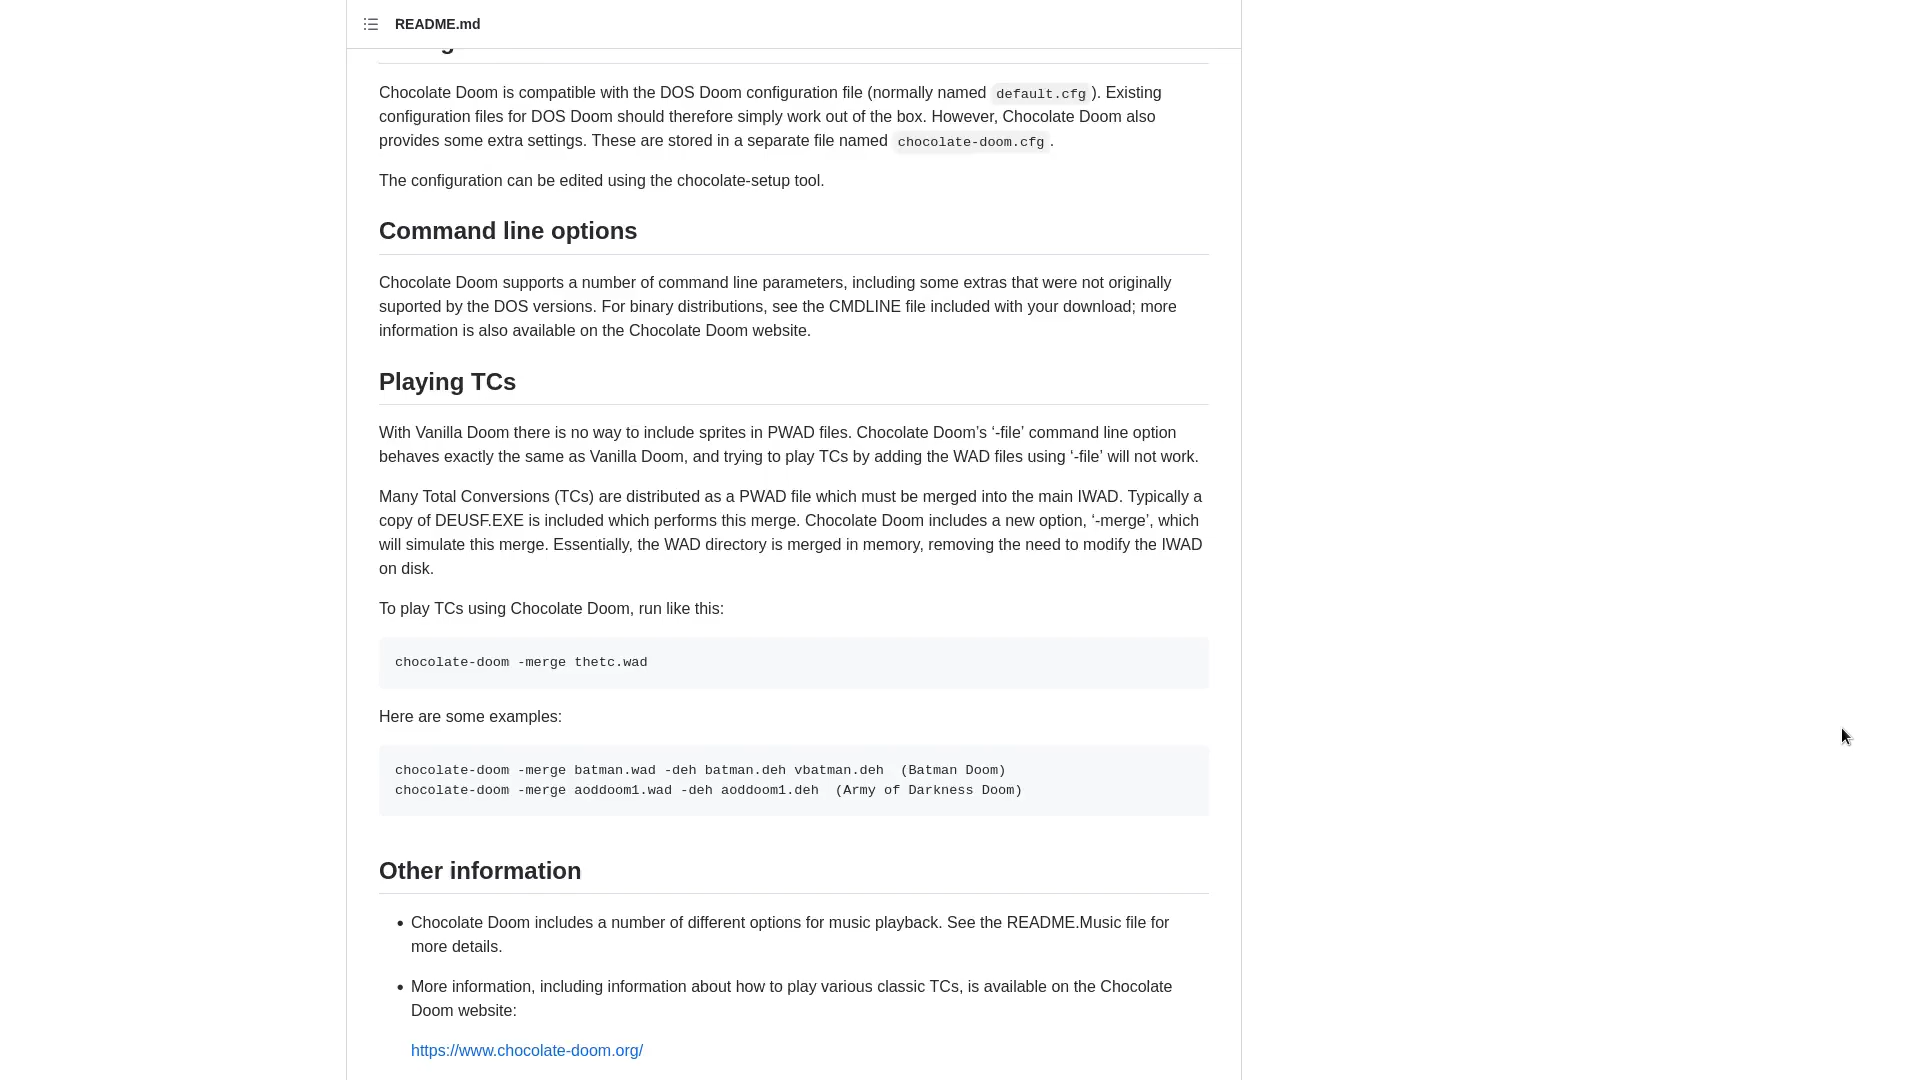 README.md
Chocolate Doom is compatible with the DOS Doom configuration file (normally named default.cfg). Existing
configuration files for DOS Doom should therefore simply work out of the box. However, Chocolate Doom also
provides some extra settings. These are stored in a separate file named chocolate-doom.cfg.
The configuration can be edited using the chocolate-setup tool.
Command line options
Chocolate Doom supports a number of command line parameters, including some extras that were not originally
suported by the DOS versions. For binary distributions, see the CMDLINE file included with your download; more
information is also available on the Chocolate Doom website.
Playing TCs
With Vanilla Doom there is no way to include sprites in PWAD files. Chocolate Doom’s ‘-file’ command line option
behaves exactly the same as Vanilla Doom, and trying to play TCs by adding the WAD files using ‘-file’ will not work.
Many Total Conversions (TCs) are distributed as a PWAD file which must be merged into the main IWAD. Typically a
copy of DEUSF.EXE is included which performs this merge. Chocolate Doom includes a new option, ‘-merge’, which
will simulate this merge. Essentially, the WAD directory is merged in memory, removing the need to modify the IWAD
on disk.
To play TCs using Chocolate Doom, run like this:
chocolate-doom -merge thetc.wad
Here are some examples:
chocolate-doom -merge batman.wad -deh batman.deh vbatman.deh  (Batman Doom)
chocolate-doom -merge aoddoom1.wad -deh aoddoom1.deh  (Army of Darkness Doom)
Other information
• Chocolate Doom includes a number of different options for music playback. See the README.Music file for
more details.
• More information, including information about how to play various classic TCs, is available on the Chocolate
Doom website:
https://www.chocolate-doom.org/